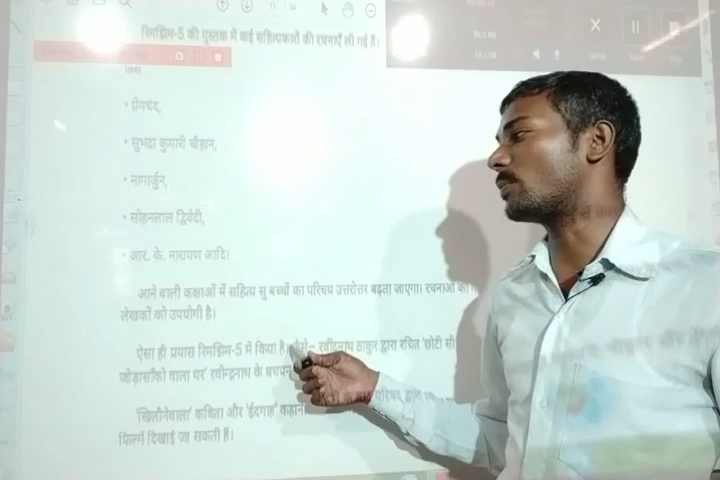 रिमझिम-5 की पुस्तक में कई सहित्यकारों की रचनाएँ ली गई हैं।
• प्रेमचंद,
• सुभद्रा कुमारी चौहान,
• नागार्जुन,
• सोहनलाल द्विवेदी,
• आर. के. नारायण आदि।
आने वाली कक्षाओं में सहित्य सु बच्चों का परिचय उत्तरोत्तर बढ़ता जाएगा। रचनाओं की
लेखकों को उपयोगी है।
ऐसा ही प्रयास रिमझिम-5 में किया है। जैसे– रवींद्रनाथ ठाकुर द्वारा रचित 'छोटी सी
जोड़ासाँको वाला घर' रवीन्द्रनाथ के बचपन
'खिलौनेवाला' कविता और 'ईदगाह' कहान
फिल्में दिखाई जा सकती हैं।